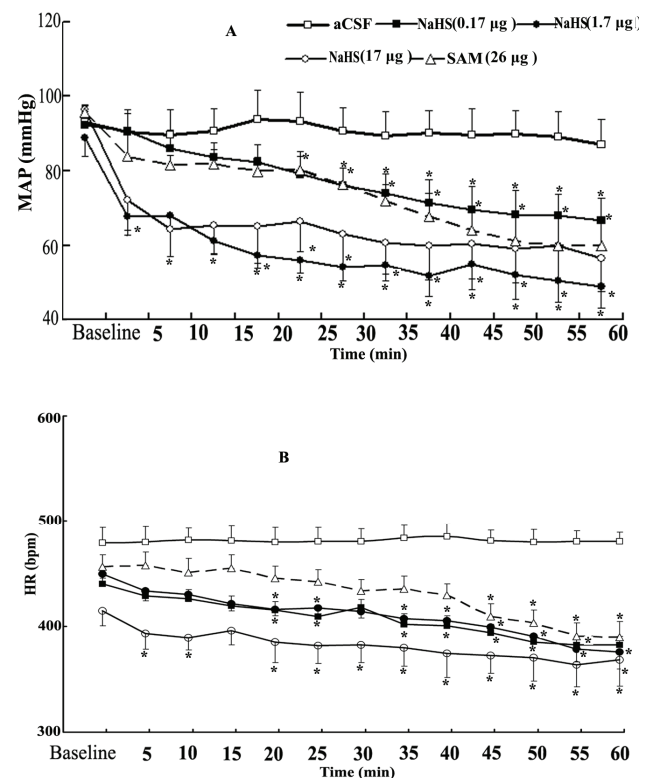 120
100
80
60
40
MAP (mmHg)
A
aCSF NaHS(0.17 µg ) NaHS(1.7 µg )
NaHS(17 µg ) SAM (26 µg )
Baseline 5 10 15 20 25 30 35 40 45 50 55 60
Time (min)
B
600
500
400
300
HR (bpm)
Baseline 5 10 15 20 25 30 35 40 45 50 55 60
Time (min)